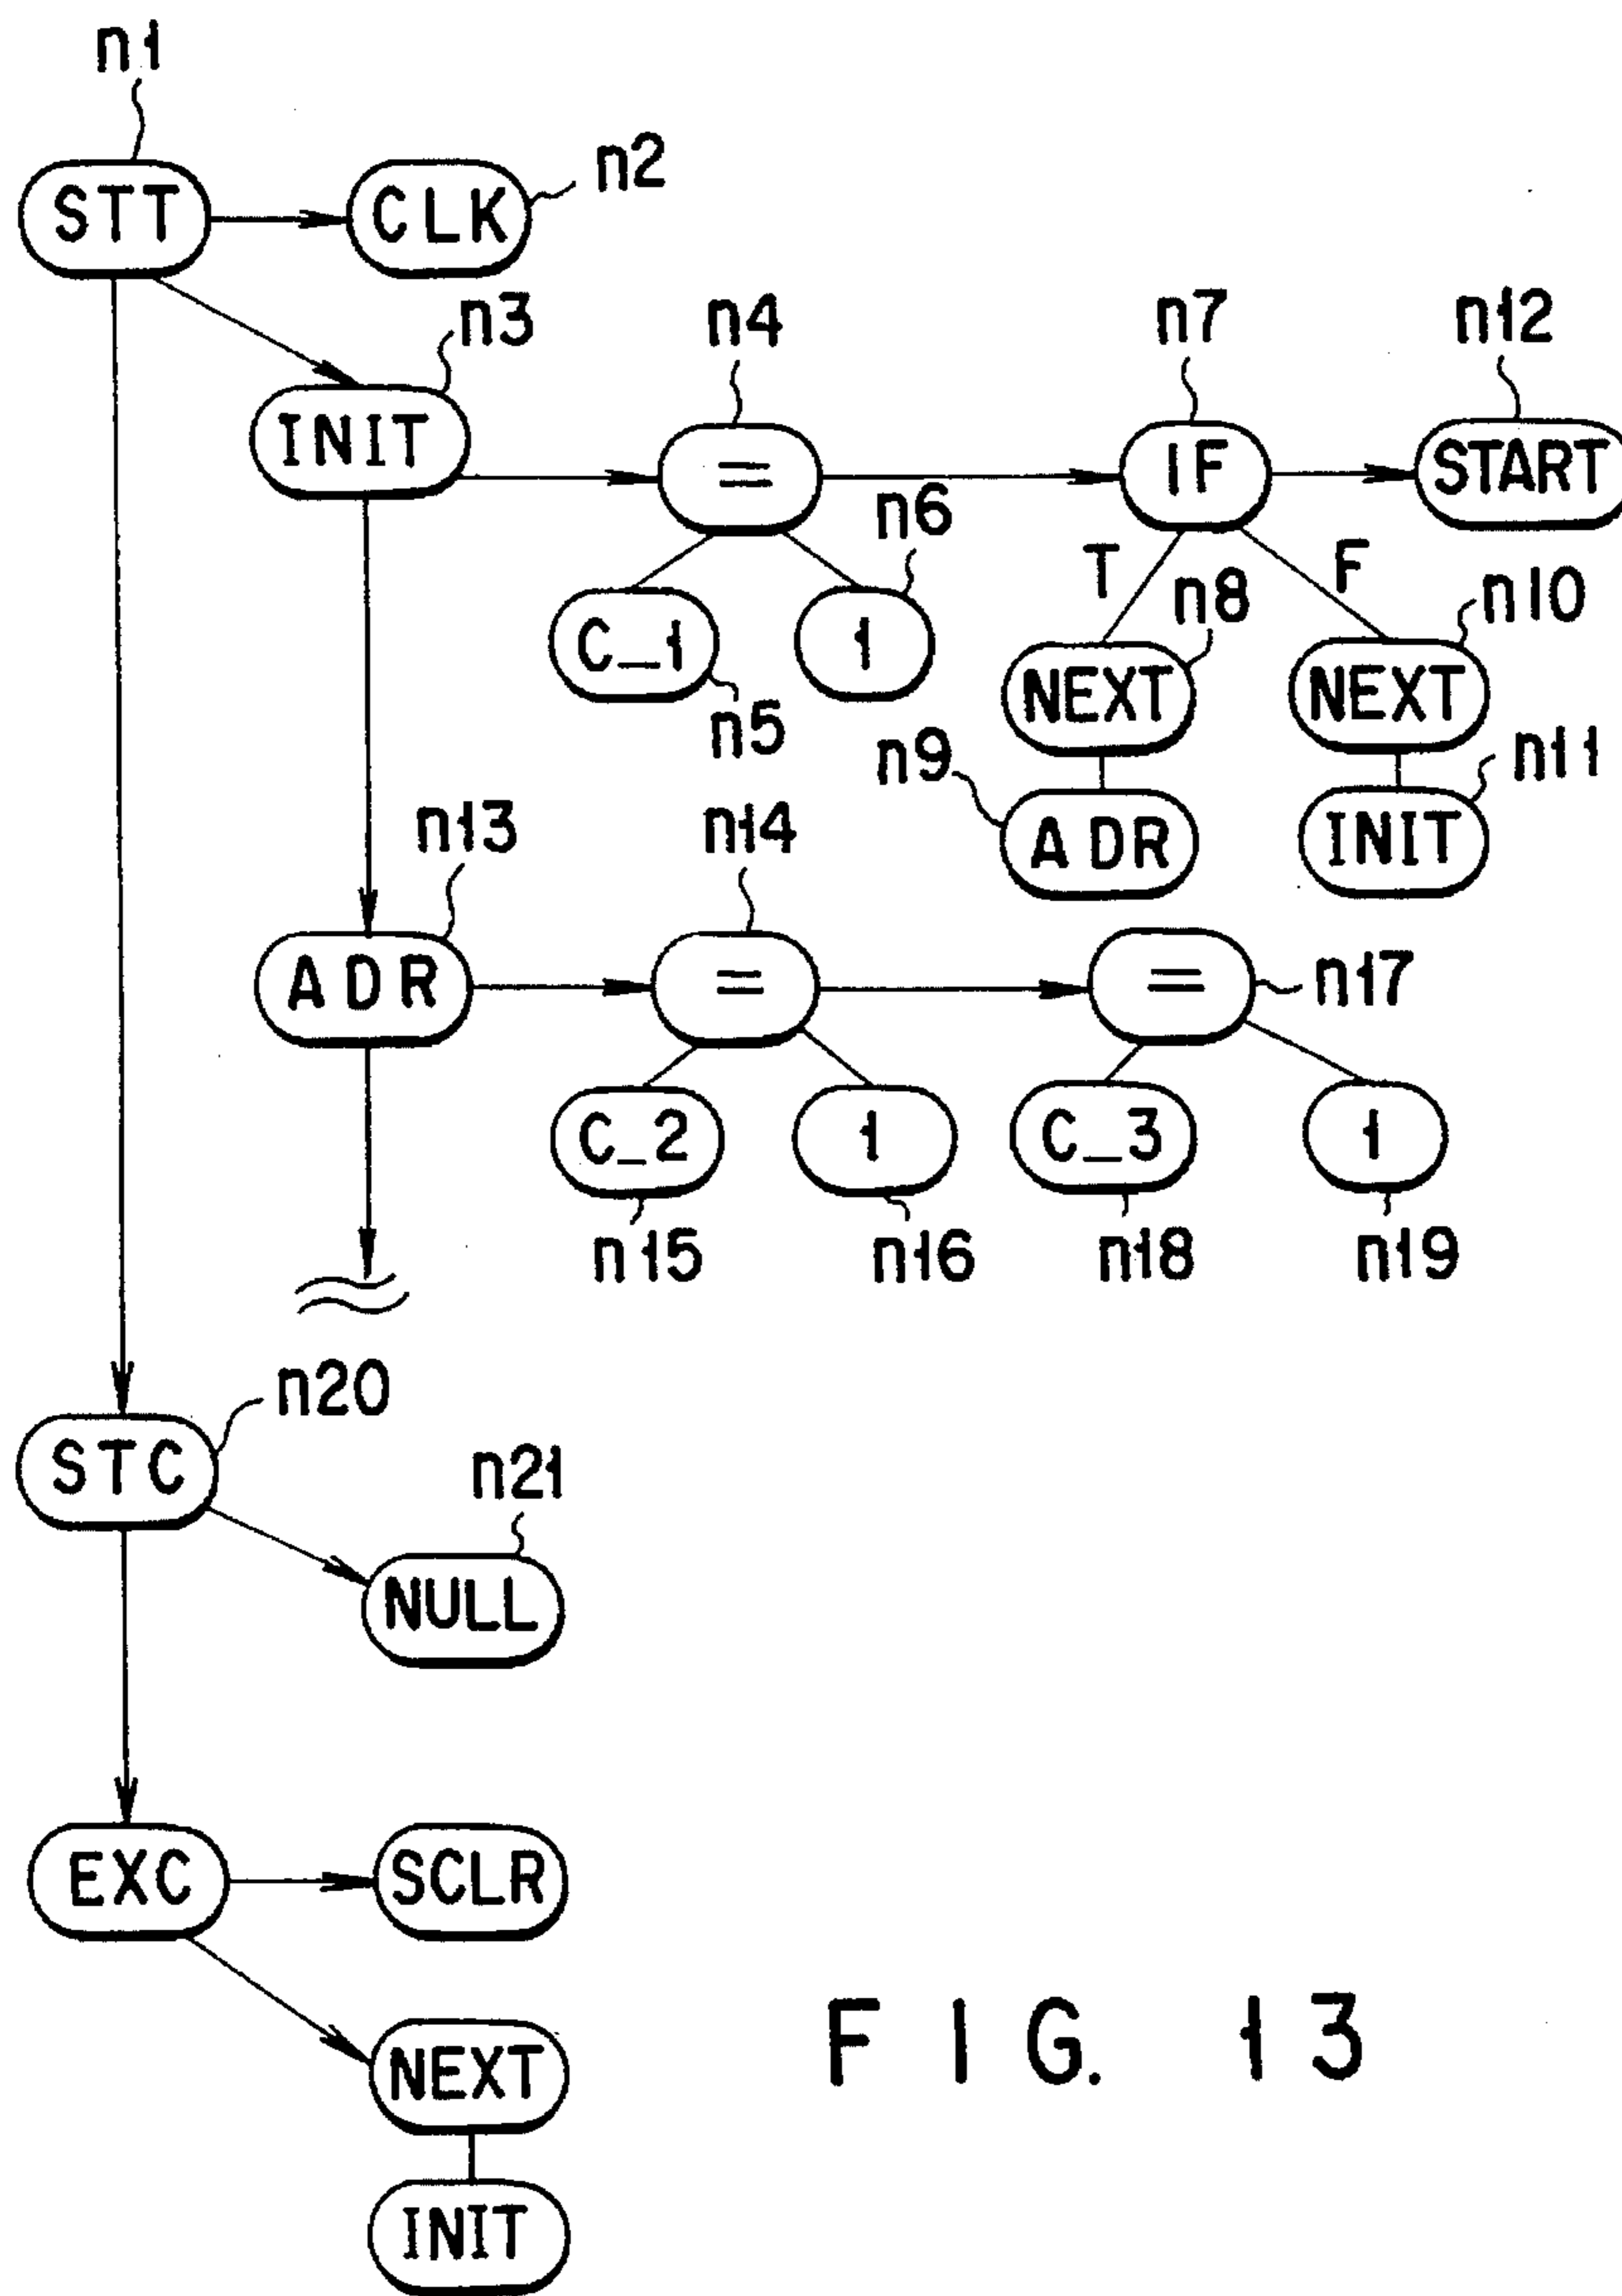 n1
STT
CLK
n2
n3
n4
n7
n12
INIT
=
IF
START
n6
T
F
C_1
1
n8
n10
n5
NEXT
NEXT
n9
n11
ADR
INIT
n13
n14
ADR
=
=
n17
C_2
1
C_3
1
n15
n16
n18
n19
n20
STC
n21
NULL
EXC
SCLR
NEXT
INIT
FIG. 13